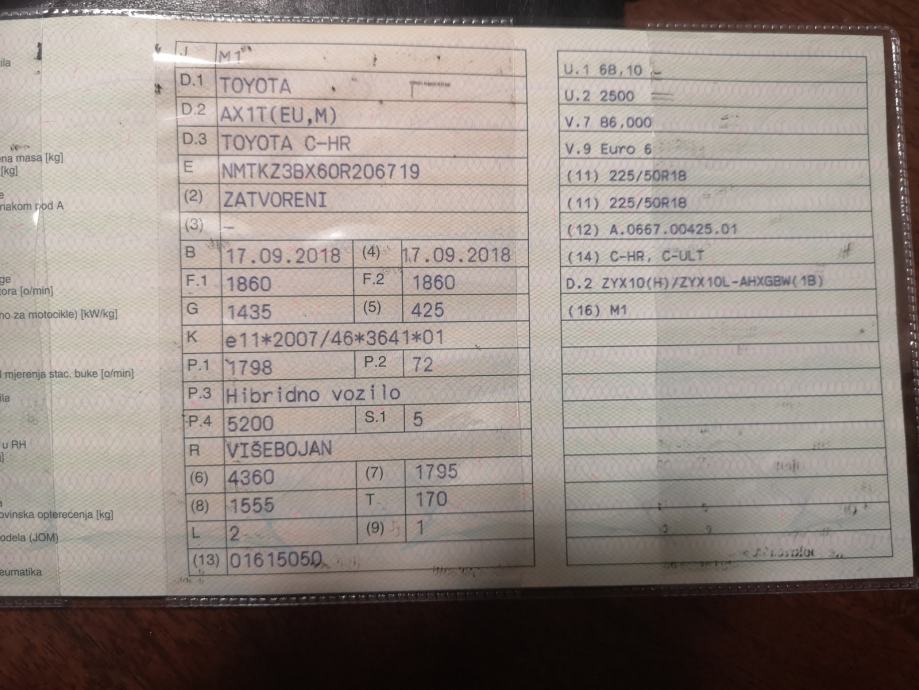 ila
ena masa [kg]
[kg]
e
nakom pod A
ge
tora [o/min]
no za motocikle) [kW/kg]
l mjerenja stac. buke [o/min]
ila
u RH
ovinska opterećenja [kg]
odela (JOM)
eumatika
J M1
D.1 TOYOTA
D.2 AX1T(EU,M)
D.3 TOYOTA C-HR
E NMTKZ3BX60R206719
(2) ZATVORENI
(3) –
B 17.09.2018 (4) 17.09.2018
F.1 1860 F.2 1860
G 1435 (5) 425
K e11*2007/46*3641*01
P.1 1798 P.2 72
P.3 Hibridno vozilo
P.4 5200 S.1 5
R VIŠEBOJAN
(6) 4360 (7) 1795
(8) 1555 T 170
L 2 (9) 1
(13) 01615050
U.1 68,10
U.2 2500
V.7 86,000
V.9 Euro 6
(11) 225/50R18
(11) 225/50R18
(12) A.0667.00425.01
(14) C-HR, C-ULT
D.2 ZYX10(H)/ZYX10L-AHXGBW(1B)
(16) M1